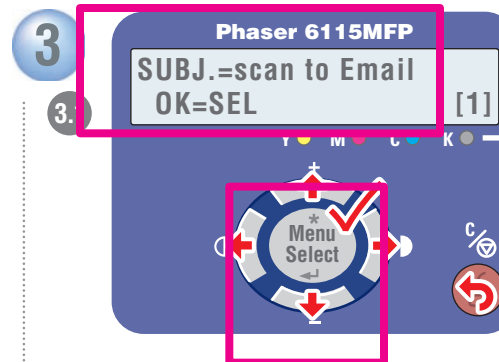 3
Phaser 6115MFP
SUBJ.=scan to Email
OK=SEL [1]
Y M C K
+
*
Menu
Select
-
C/